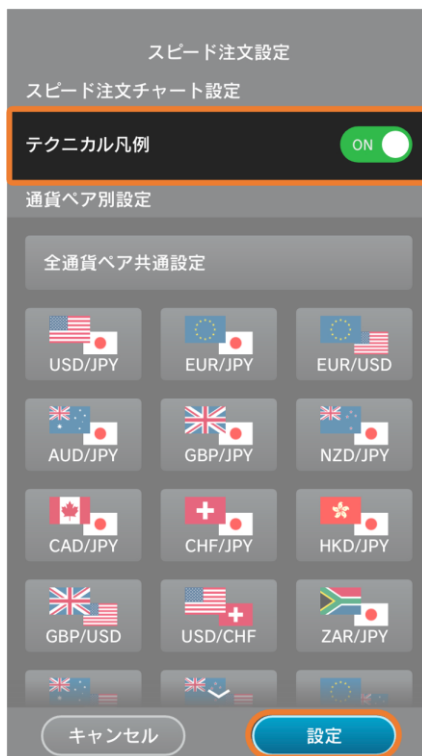 スピード注文設定
スピード注文チャート設定
テクニカル凡例 ON
通貨ペア別設定
全通貨ペア共通設定
USD/JPY EUR/JPY EUR/USD
AUD/JPY GBP/JPY NZD/JPY
CAD/JPY CHF/JPY HKD/JPY
GBP/USD USD/CHF ZAR/JPY
キャンセル 設定